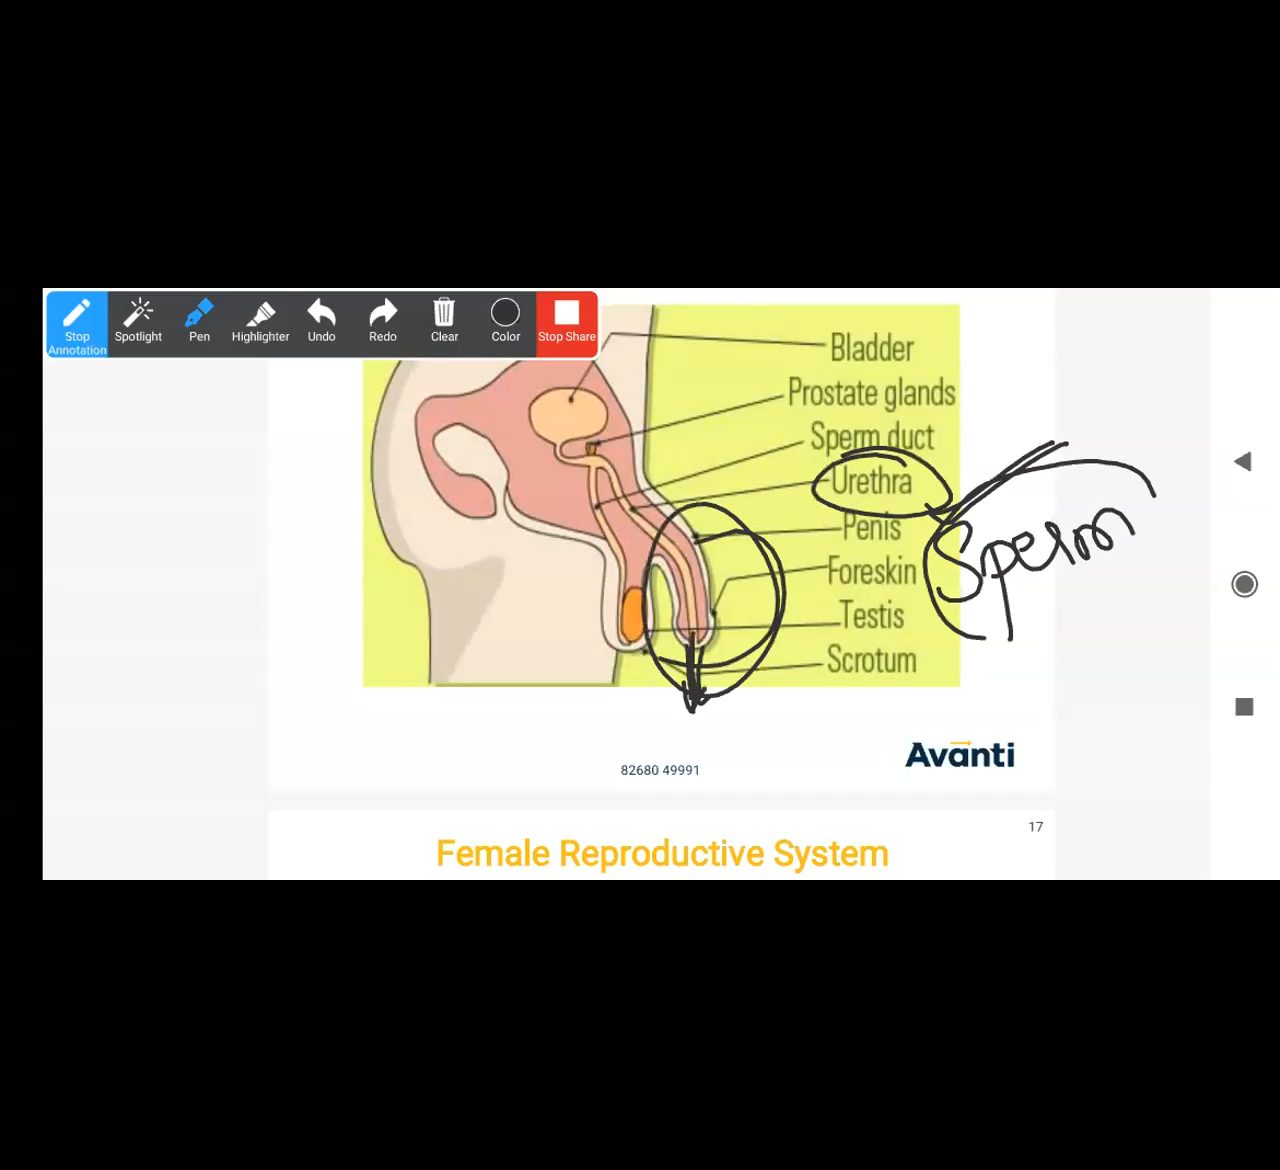 Stop Annotation
Spotlight
Pen
Highlighter
Undo
Redo
Clear
Color
Stop Share
Bladder
Prostate glands
Sperm duct
Urethra
Penis
Foreskin
Testis
Scrotum
Sperm
82680 49991
Avanti
17
Female Reproductive System